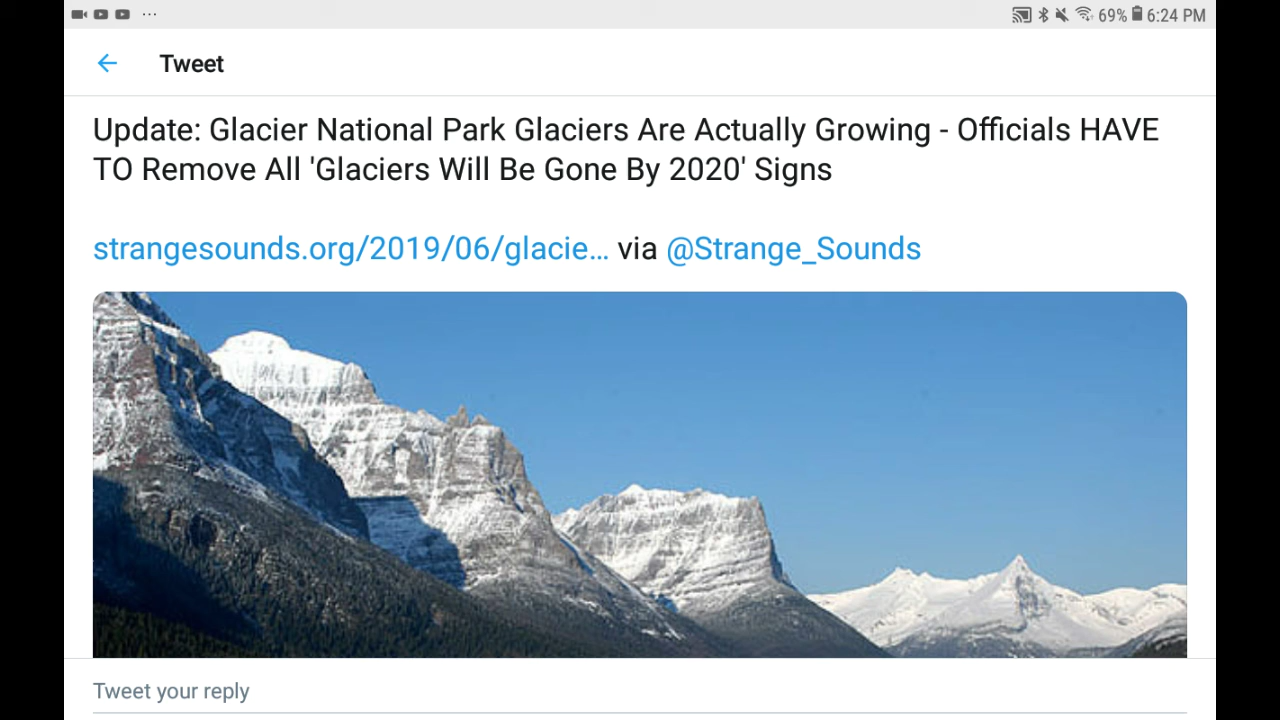 69% 6:24 PM
Tweet
Update: Glacier National Park Glaciers Are Actually Growing - Officials HAVE
TO Remove All 'Glaciers Will Be Gone By 2020' Signs
strangesounds.org/2019/06/glacie... via @Strange_Sounds
Tweet your reply